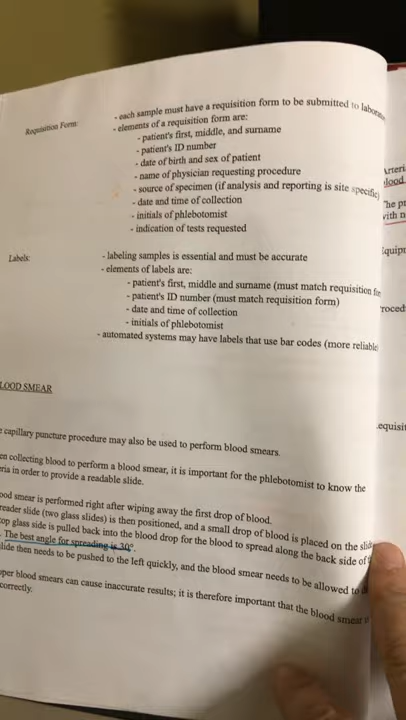 Requisition Form:
- each sample must have a requisition form to be submitted to
- elements of a requisition form are:
- patient's first, middle, and surname
- patient's ID number
- date of birth and sex of patient
- name of physician requesting procedure
- source of specimen (if analysis and reporting is site specific)
- date and time of collection
- initials of phlebotomist
- indication of tests requested
Labels:
- labeling samples is essential and must be accurate
- elements of labels are:
- patient's first, middle and surname (must match requisition
- patient's ID number (must match requisition form)
- date and time of collection
- initials of phlebotomist
- automated systems may have labels that use bar codes (more reliable
LOOD SMEAR
capillary puncture procedure may also be used to perform blood smears.
en collecting blood to perform a blood smear, it is important for the phlebotomist to know the
eria in order to provide a readable slide.
ood smear is performed right after wiping away the first drop of blood.
reader slide (two glass slides) is then positioned, and a small drop of blood is placed on the slide
top glass side is pulled back into the blood drop for the blood to spread along the back side of
. The best angle for spreading is 30°.
slide then needs to be pushed to the left quickly, and the blood smear needs to be allowed to
per blood smears can cause inaccurate results; it is therefore important that the blood smear
correctly.
Arteri
blood
The pr
with n
Equipm
roced
equisit